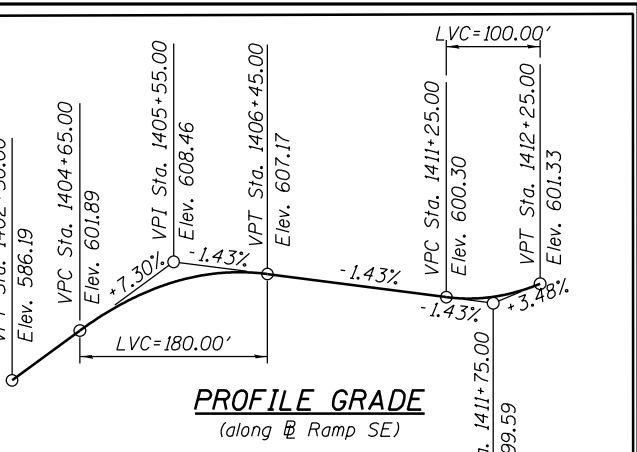 LVC=100.00'
Elev. 586.19
VPC Sta. 1404+65.00
Elev. 601.89
VPI Sta. 1405+55.00
Elev. 608.46
VPT Sta. 1406+45.00
Elev. 607.17
VPC Sta. 1411+25.00
Elev. 600.30
VPT Sta. 1412+25.00
Elev. 601.33
+7.30%
-1.43%
-1.43%
-1.43%
+3.48%
LVC=180.00'
1411+75.00
99.59
PROFILE GRADE
(along ⅊ Ramp SE)